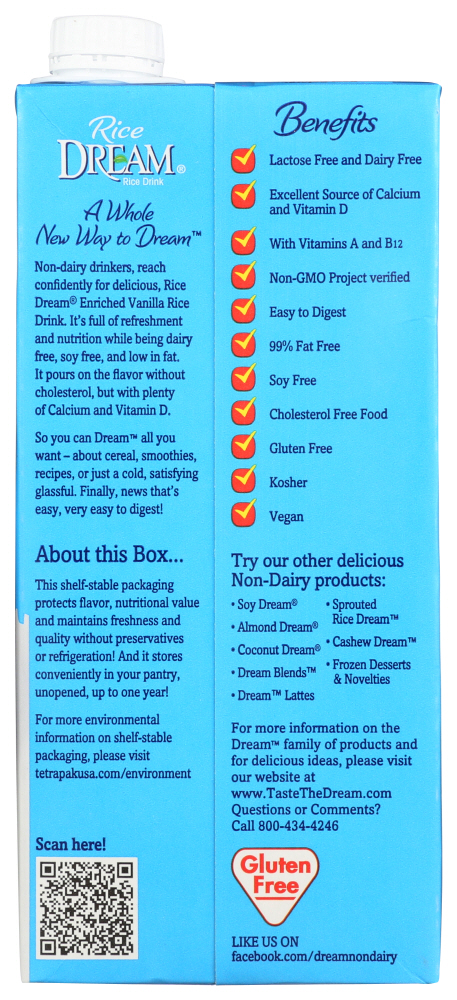 Rice
DREAM®
Rice Drink
A Whole
New Way to Dream™
Non-dairy drinkers, reach
confidently for delicious, Rice
Dream® Enriched Vanilla Rice
Drink. It's full of refreshment
and nutrition while being dairy
free, soy free, and low in fat.
It pours on the flavor without
cholesterol, but with plenty
of Calcium and Vitamin D.
So you can Dream™ all you
want – about cereal, smoothies,
recipes, or just a cold, satisfying
glassful. Finally, news that's
easy, very easy to digest!
About this Box...
This shelf-stable packaging
protects flavor, nutritional value
and maintains freshness and
quality without preservatives
or refrigeration! And it stores
conveniently in your pantry,
unopened, up to one year!
For more environmental
information on shelf-stable
packaging, please visit
tetrapakusa.com/environment
Scan here!
Benefits
Lactose Free and Dairy Free
Excellent Source of Calcium
and Vitamin D
With Vitamins A and B12
Non-GMO Project verified
Easy to Digest
99% Fat Free
Soy Free
Cholesterol Free Food
Gluten Free
Kosher
Vegan
Try our other delicious
Non-Dairy products:
• Soy Dream®
• Almond Dream®
• Coconut Dream®
• Dream Blends™
• Dream™ Lattes
• Sprouted
Rice Dream™
• Cashew Dream™
• Frozen Desserts
& Novelties
For more information on the
Dream™ family of products and
for delicious ideas, please visit
our website at
www.TasteTheDream.com
Questions or Comments?
Call 800-434-4246
Gluten
Free
LIKE US ON
facebook.com/dreamnondairy